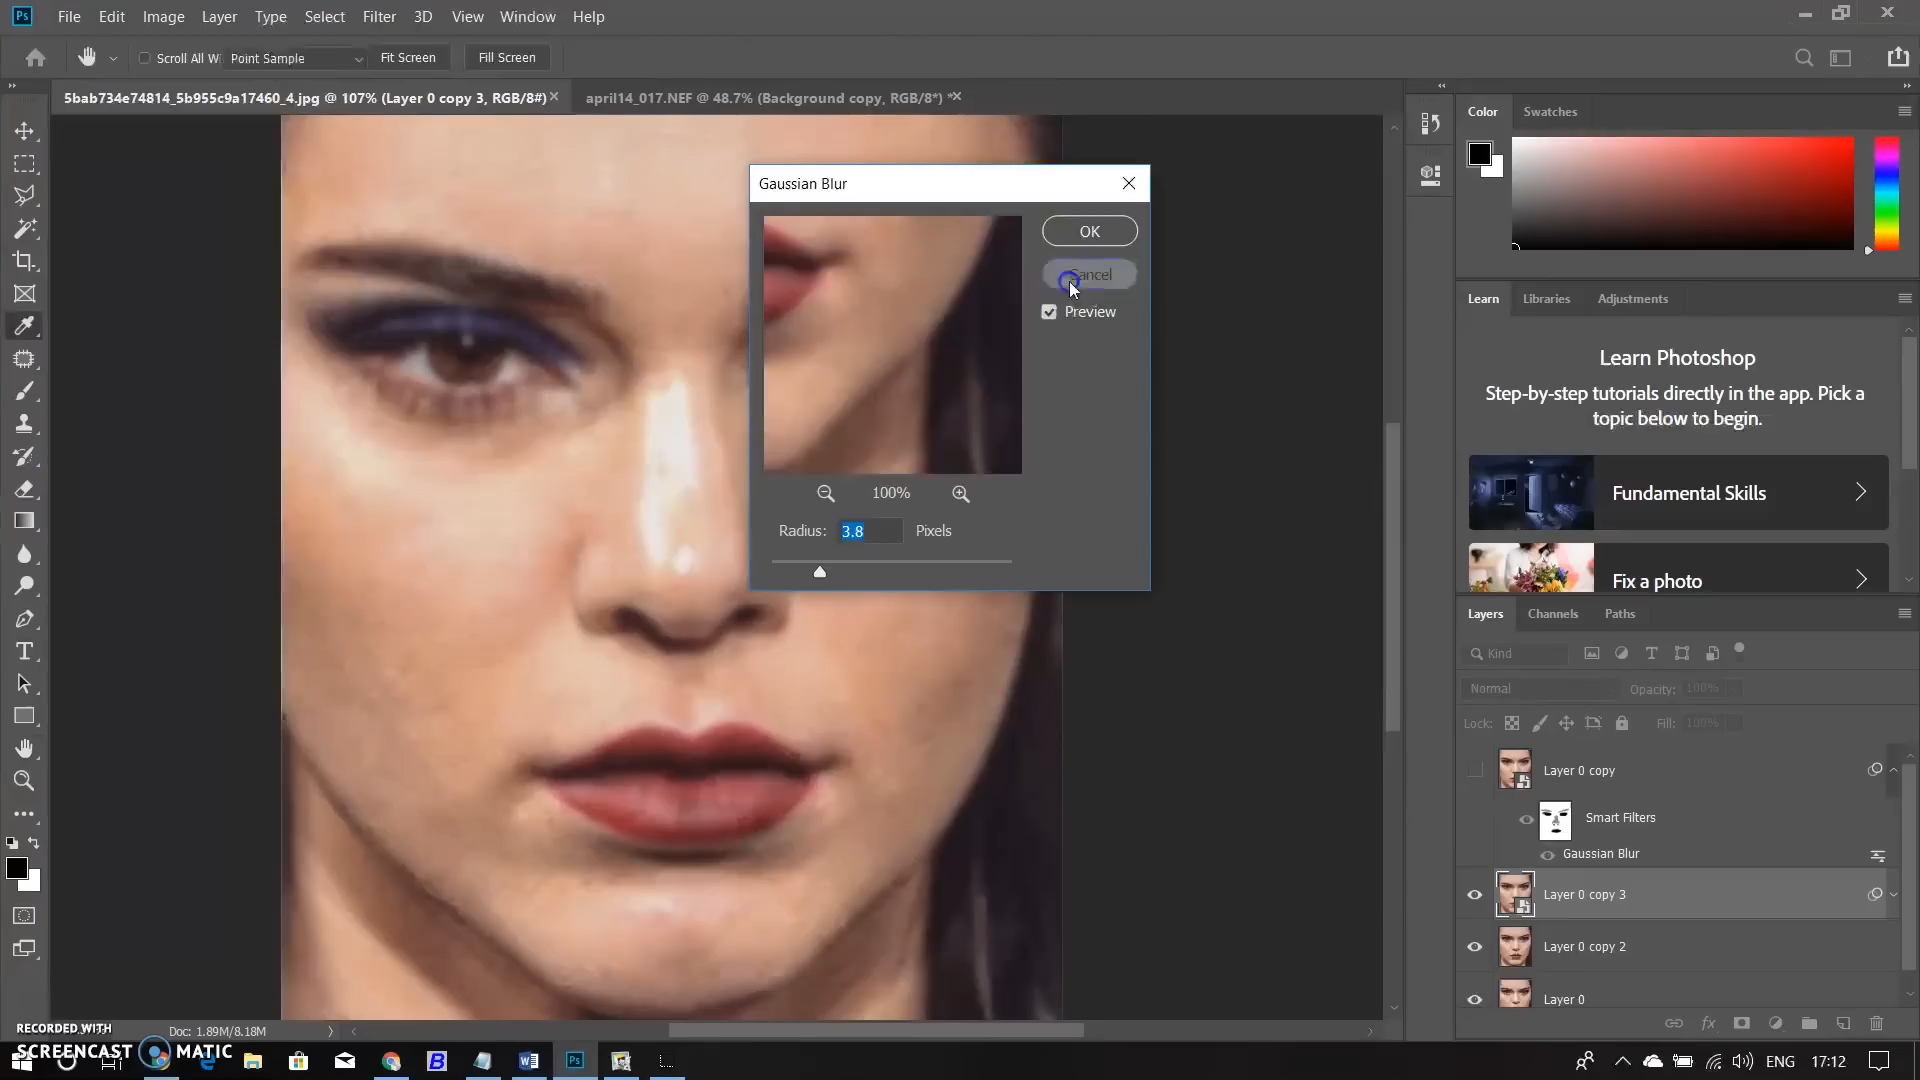 Ps File Edit Image Layer Type Select Filter 3D View Window Help
Scroll All Wi Point Sample Fit Screen Fill Screen
5bab734e74814_5b955c9a17460_4.jpg @ 107% (Layer 0 copy 3, RGB/8#) april14_017.NEF @ 48.7% (Background copy, RGB/8*) *
Color Swatches
Gaussian Blur
OK
Cancel
Preview
100%
Radius: 3.8 Pixels
Learn Libraries Adjustments
Learn Photoshop
Step-by-step tutorials directly in the app. Pick a
topic below to begin.
Fundamental Skills
Fix a photo
Layers Channels Paths
Kind
Normal Opacity: 100%
Lock: Fill: 100%
Layer 0 copy
Smart Filters
Gaussian Blur
Layer 0 copy 3
Layer 0 copy 2
Layer 0
Doc: 1.89M/8.18M
RECORDED WITH
SCREENCAST MATIC
ENG 17:12